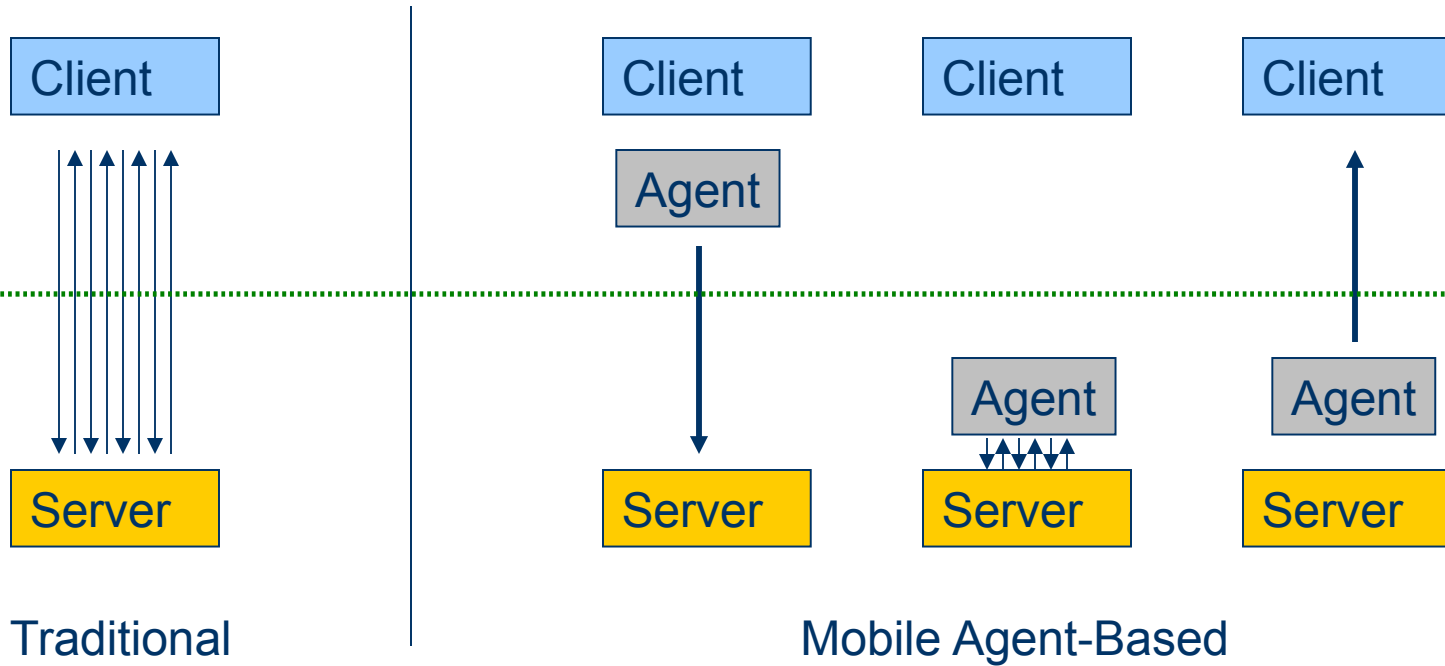 Client
Client
Client
Client
Agent
Agent
Agent
Server
Server
Server
Server
Traditional
Mobile Agent-Based